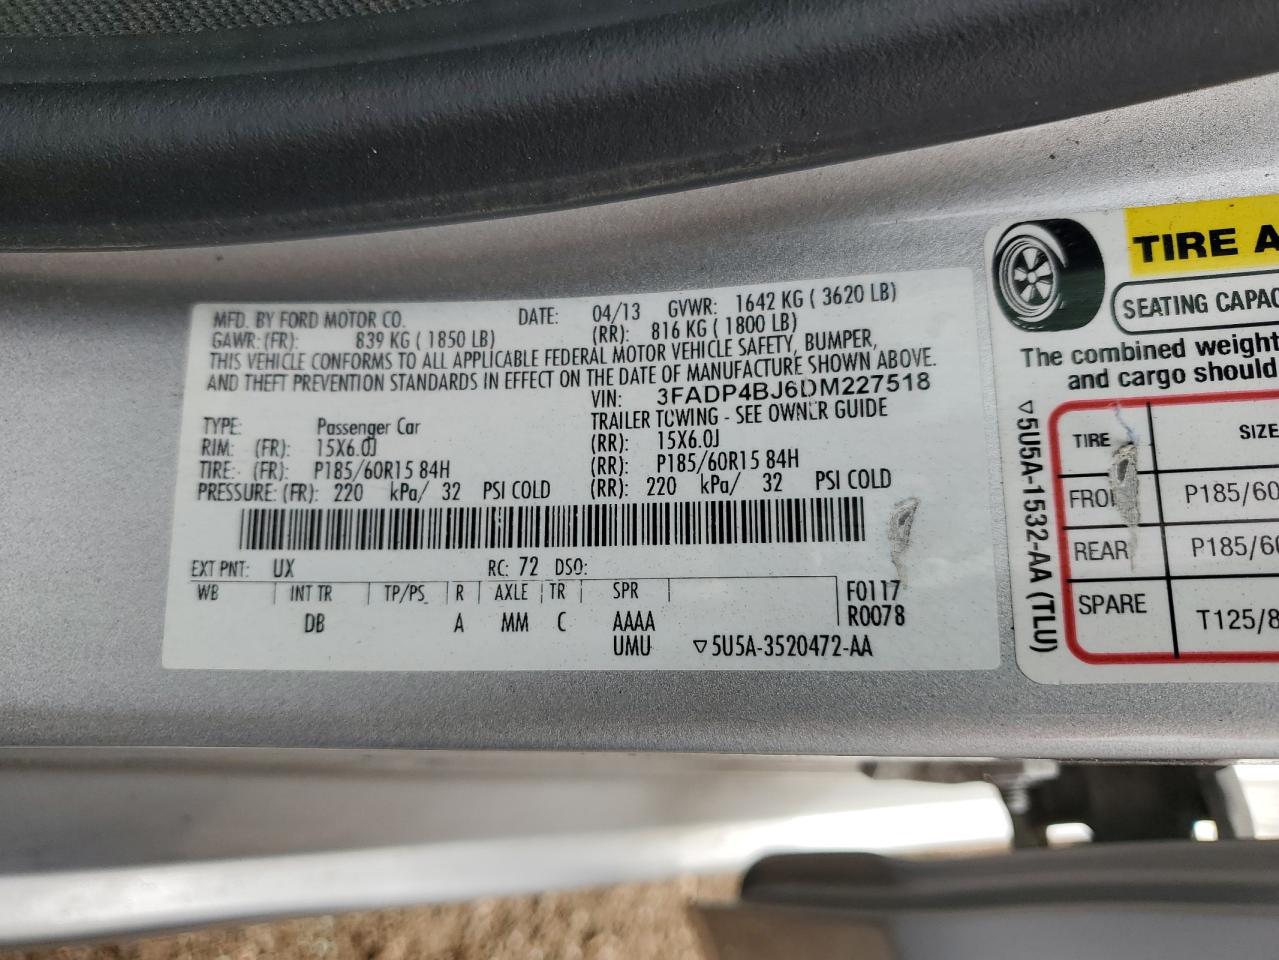 MFD. BY FORD MOTOR CO. DATE: 04/13 GVWR: 1642 KG ( 3620 LB)
GAWR: (FR): 839 KG ( 1850 LB) (RR): 816 KG ( 1800 LB)
THIS VEHICLE CONFORMS TO ALL APPLICABLE FEDERAL MOTOR VEHICLE SAFETY, BUMPER,
AND THEFT PREVENTION STANDARDS IN EFFECT ON THE DATE OF MANUFACTURE SHOWN ABOVE.
VIN: 3FADP4BJ6DM227518
TYPE: Passenger Car TRAILER TOWING - SEE OWNER GUIDE
RIM: (FR): 15X6.0J (RR): 15X6.0J
TIRE: (FR): P185/60R15 84H (RR): P185/60R15 84H
PRESSURE: (FR): 220 kPa/ 32 PSI COLD (RR): 220 kPa/ 32 PSI COLD
EXT PNT: UX RC: 72 DSO:
WB INT TR TP/PS R AXLE TR SPR F0117
DB A MM C AAAA R0078
UMU ▽5U5A-3520472-AA
TIRE A
SEATING CAPAC
The combined weight
and cargo should
▽5U5A-1532-AA (TLU)
TIRE SIZE
FRO P185/60
REAR P185/60
SPARE T125/8